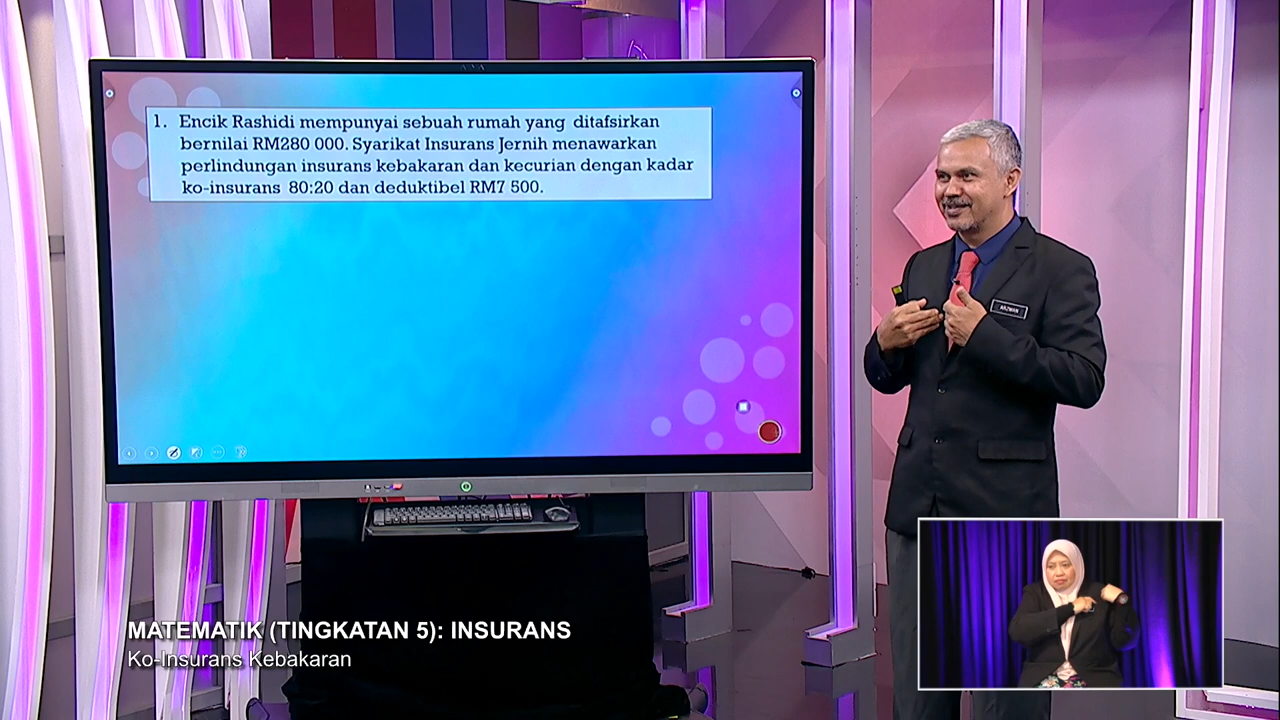 1. Encik Rashidi mempunyai sebuah rumah yang ditafsirkan
bernilai RM280 000. Syarikat Insurans Jernih menawarkan
perlindungan insurans kebakaran dan kecurian dengan kadar
ko-insurans 80:20 dan deduktibel RM7 500.
ARZMAN
MATEMATIK (TINGKATAN 5): INSURANS
Ko-Insurans Kebakaran